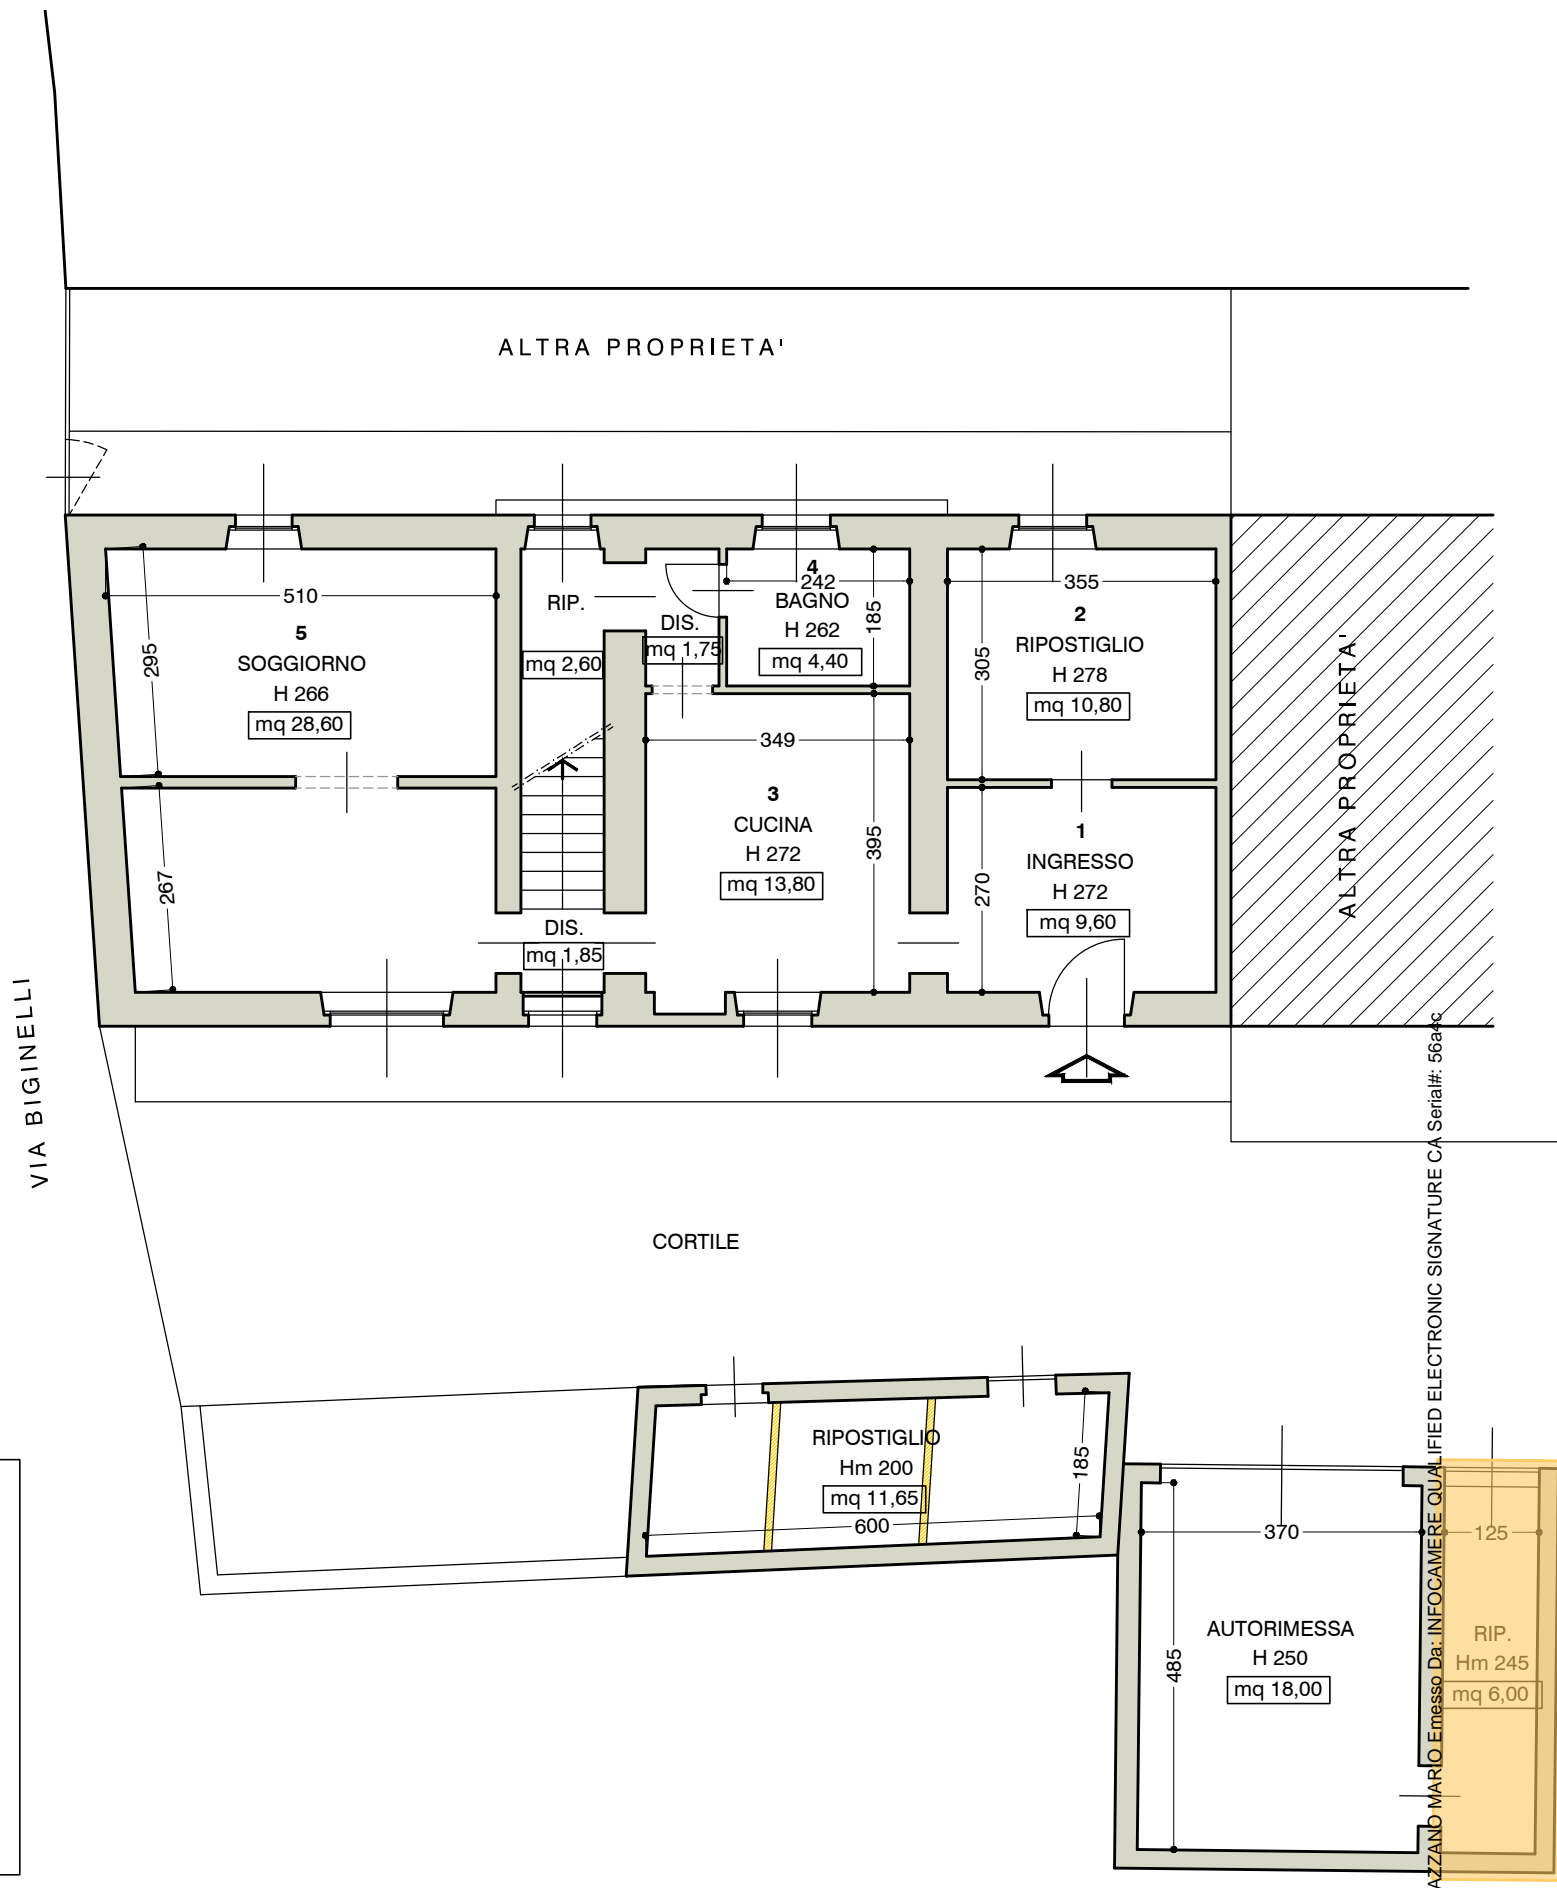 ALTRA PROPRIETA'
510
5
SOGGIORNO
H 266
mq 28,60
295
267
RIP.
mq 2,60
DIS.
mq 1,75
4
242
BAGNO
H 262
mq 4,40
185
355
2
RIPOSTIGLIO
H 278
mq 10,80
305
349
3
CUCINA
H 272
mq 13,80
395
1
INGRESSO
H 272
mq 9,60
270
DIS.
mq 1,85
ALTRA PROPRIETA'
VIA BIGINELLI
CORTILE
RIPOSTIGLIO
Hm 200
mq 11,65
600
185
370
AUTORIMESSA
H 250
mq 18,00
485
125
RIP.
Hm 245
mq 6,00
AZZANO MARIO Emesso Da: INFOCAMERE QUALIFIED ELECTRONIC SIGNATURE CA Serial#: 56a4c